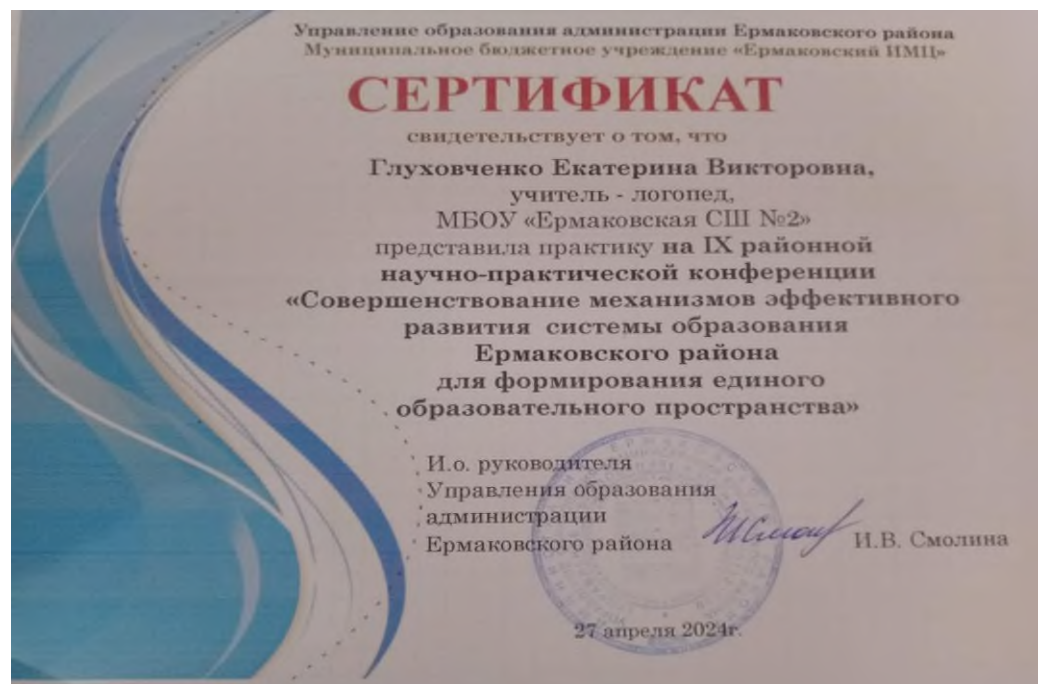 Управление образования администрации Ермаковского района
Муниципальное бюджетное учреждение «Ермаковский ИМЦ»
СЕРТИФИКАТ
свидетельствует о том, что
Глуховченко Екатерина Викторовна,
учитель - логопед,
МБОУ «Ермаковская СШ №2»
представила практику на IX районной
научно-практической конференции
«Совершенствование механизмов эффективного
развития системы образования
Ермаковского района
для формирования единого
образовательного пространства»
И.о. руководителя
Управления образования
администрации
Ермаковского района
И.В. Смолина
27 апреля 2024г.